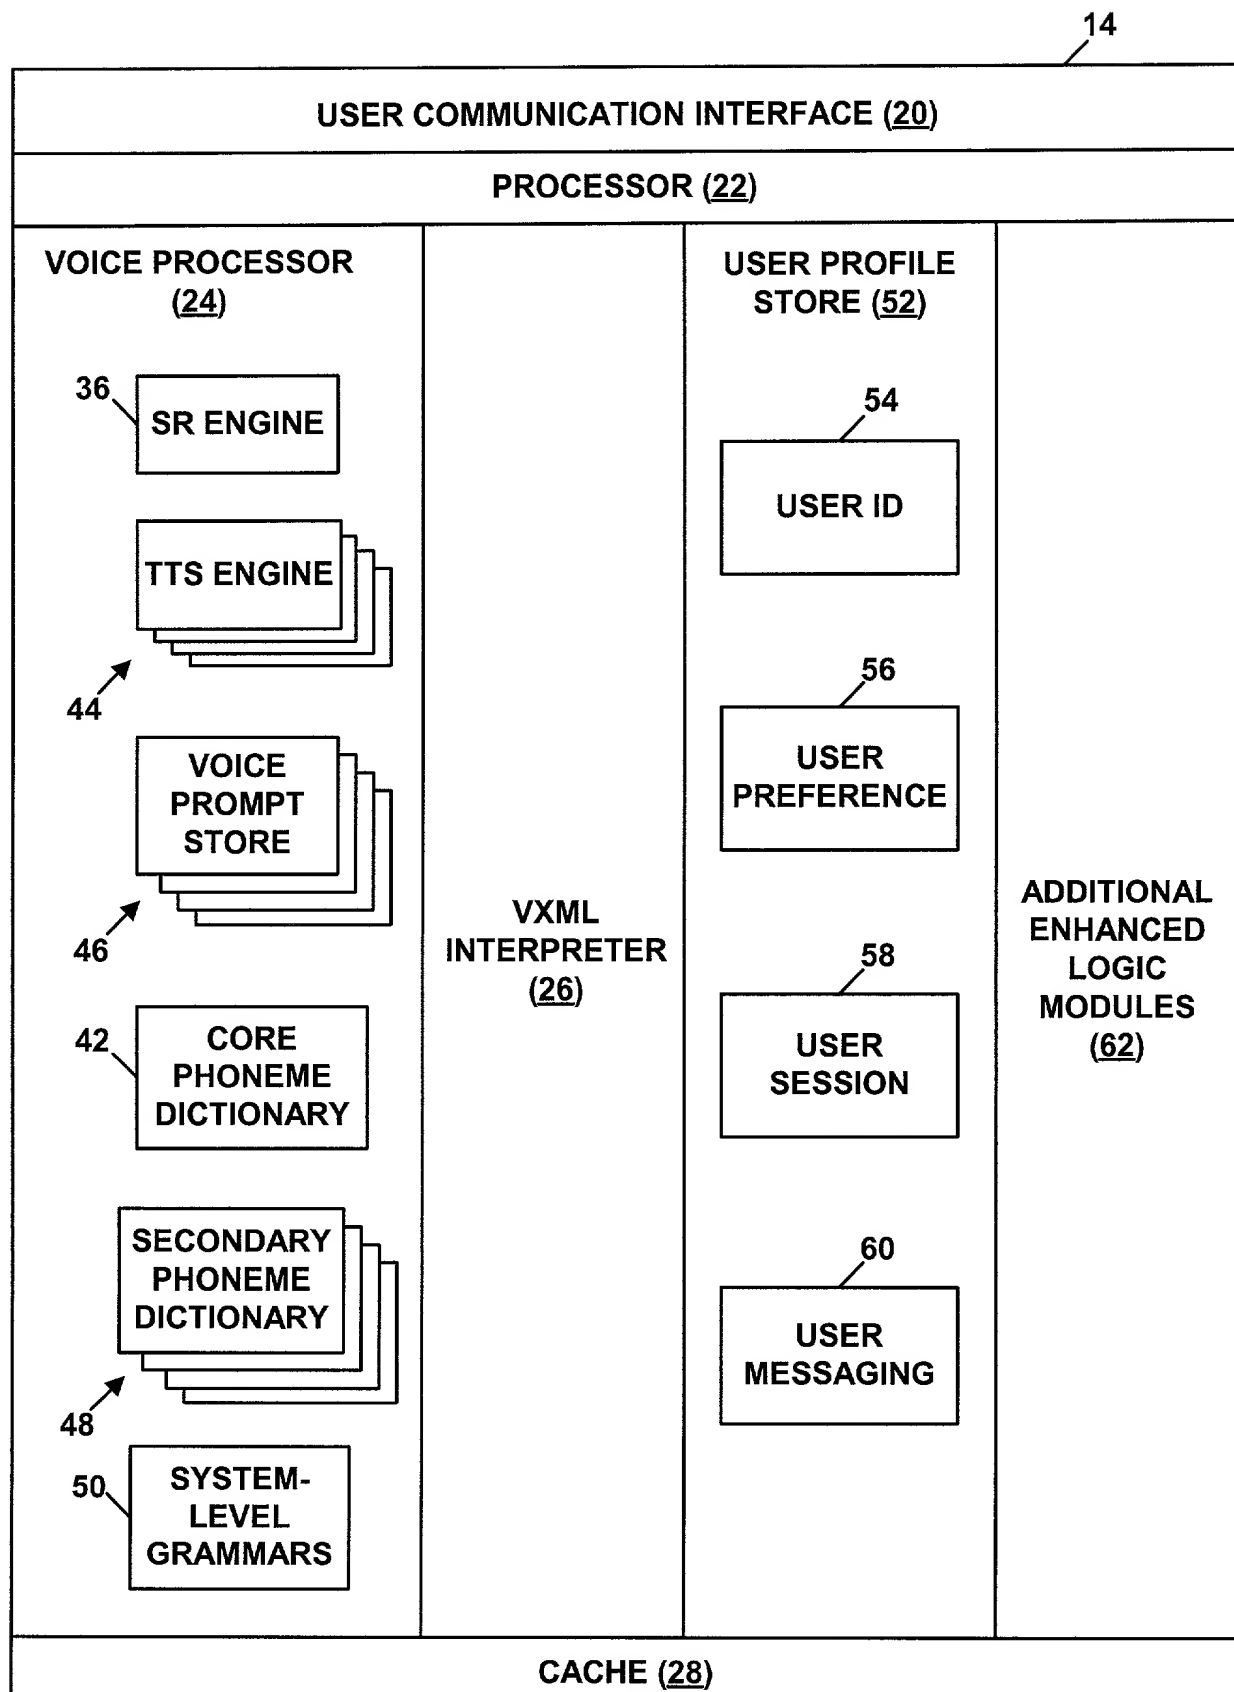 14
USER COMMUNICATION INTERFACE (20)
PROCESSOR (22)
VOICE PROCESSOR
(24)
36
SR ENGINE
TTS ENGINE
44
VOICE
PROMPT
STORE
46
42
CORE
PHONEME
DICTIONARY
SECONDARY
PHONEME
DICTIONARY
48
50
SYSTEM-
LEVEL
GRAMMARS
VXML
INTERPRETER
(26)
USER PROFILE
STORE (52)
54
USER ID
56
USER
PREFERENCE
58
USER
SESSION
60
USER
MESSAGING
ADDITIONAL
ENHANCED
LOGIC
MODULES
(62)
CACHE (28)